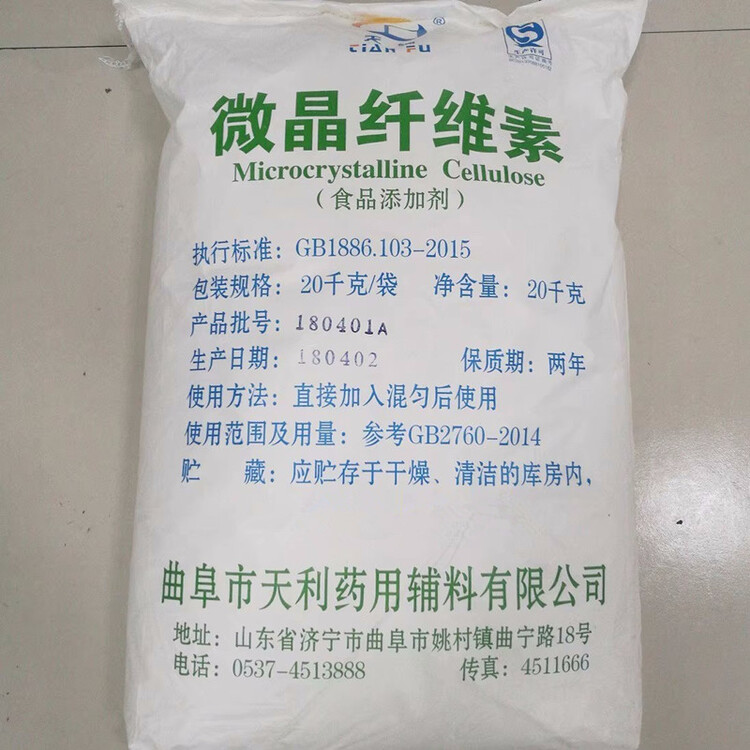 天
TIAN FU ®
生产许可
微晶纤维素
Microcrystalline Cellulose
（食品添加剂）
执行标准：GB1886.103-2015
包装规格：20千克/袋 净含量：20千克
产品批号：180401A
生产日期：180402 保质期：两年
使用方法：直接加入混匀后使用
使用范围及用量：参考GB2760-2014
贮 藏：应贮存于干燥、清洁的库房内，
曲阜市天利药用辅料有限公司
地址：山东省济宁市曲阜市姚村镇曲宁路18号
电话：0537-4513888 传真：4511666